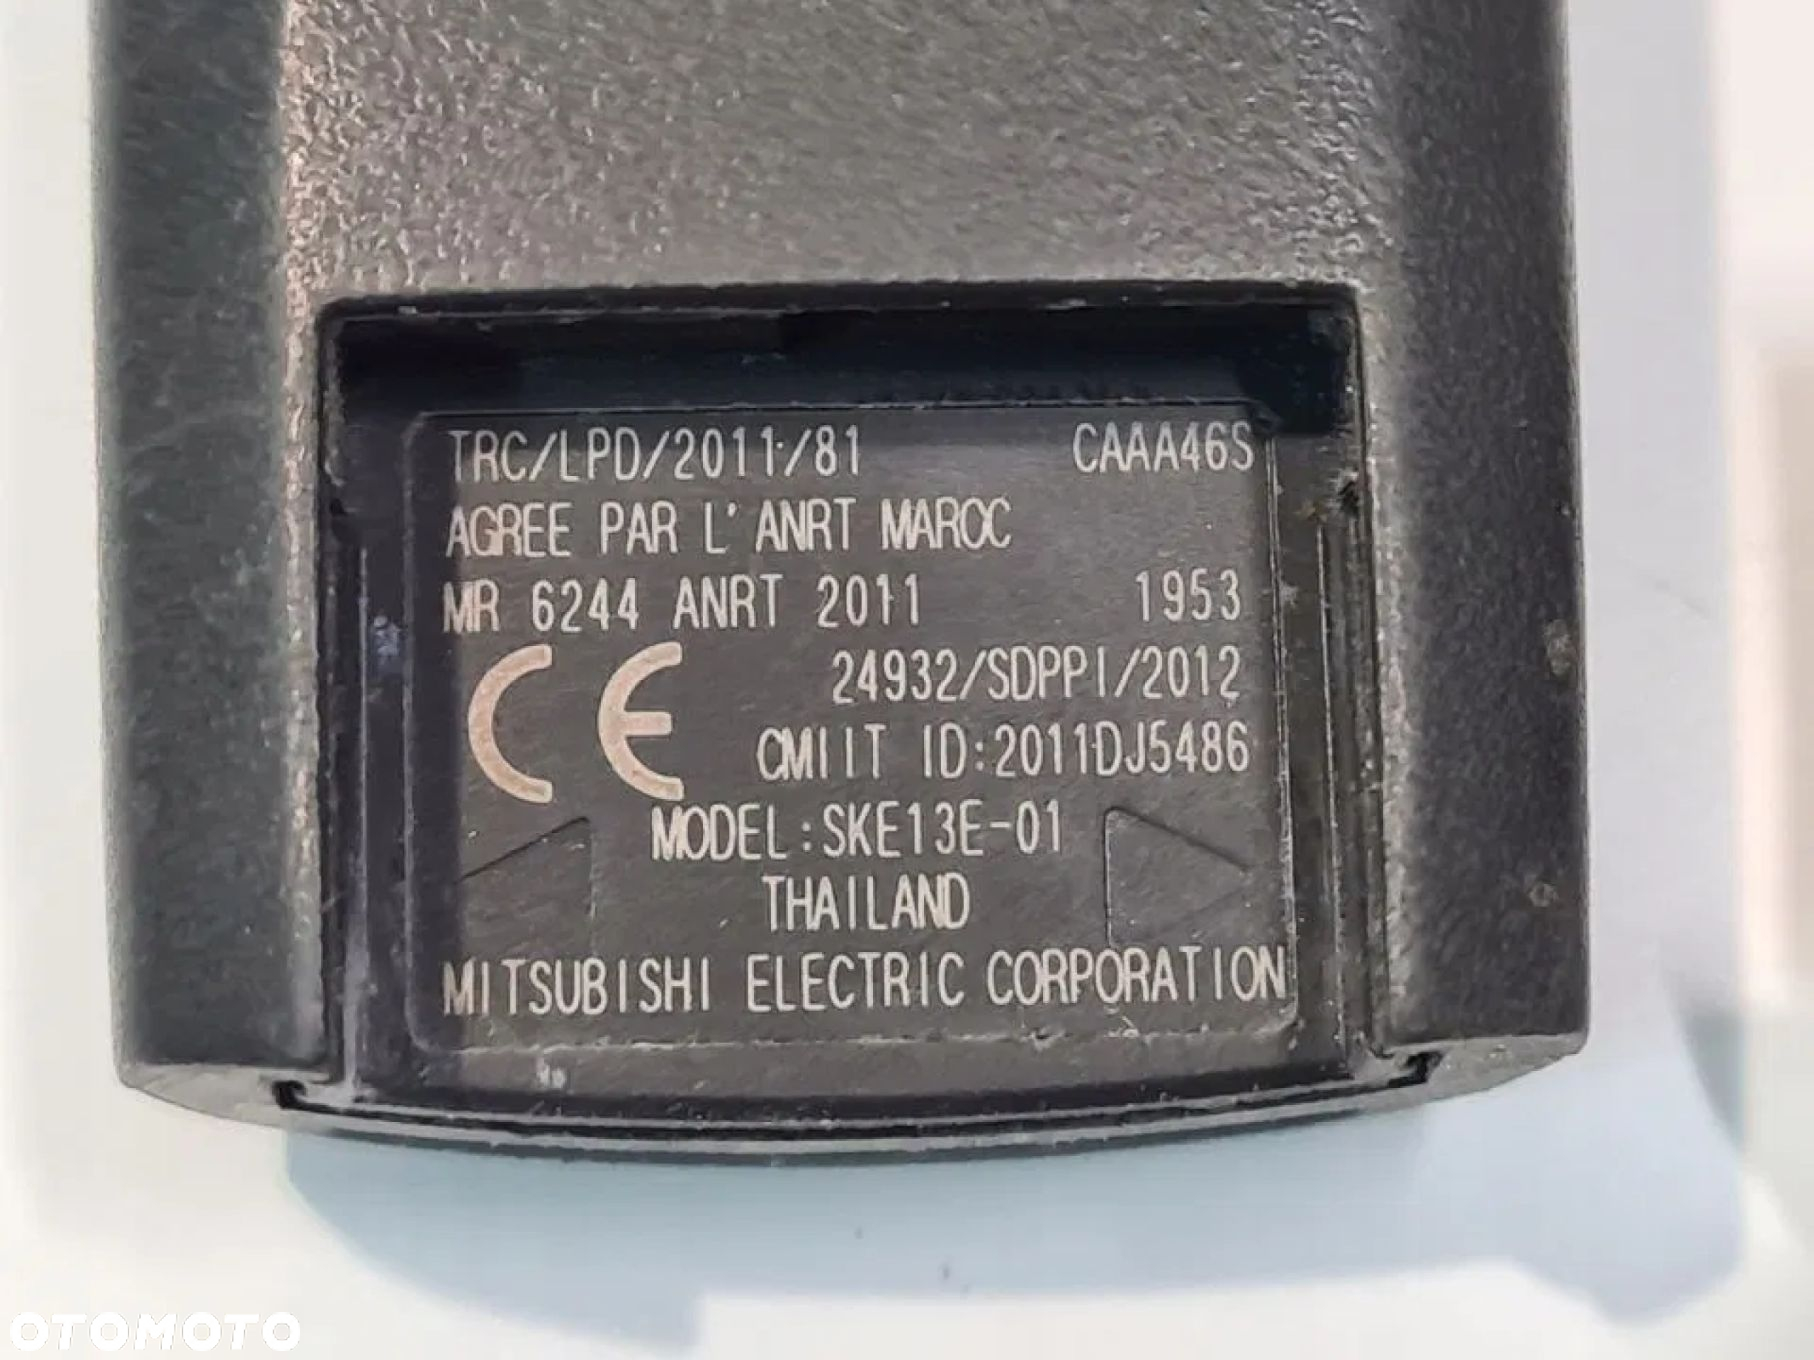 TRC/LPD/2011/81 CAAA46S
AGREE PAR L'ANRT MAROC
MR 6244 ANRT 2011 1953
CE 24932/SDPPI/2012
CMIIT ID:2011DJ5486
MODEL:SKE13E-01
THAILAND
MITSUBISHI ELECTRIC CORPORATION
OTOMOTO